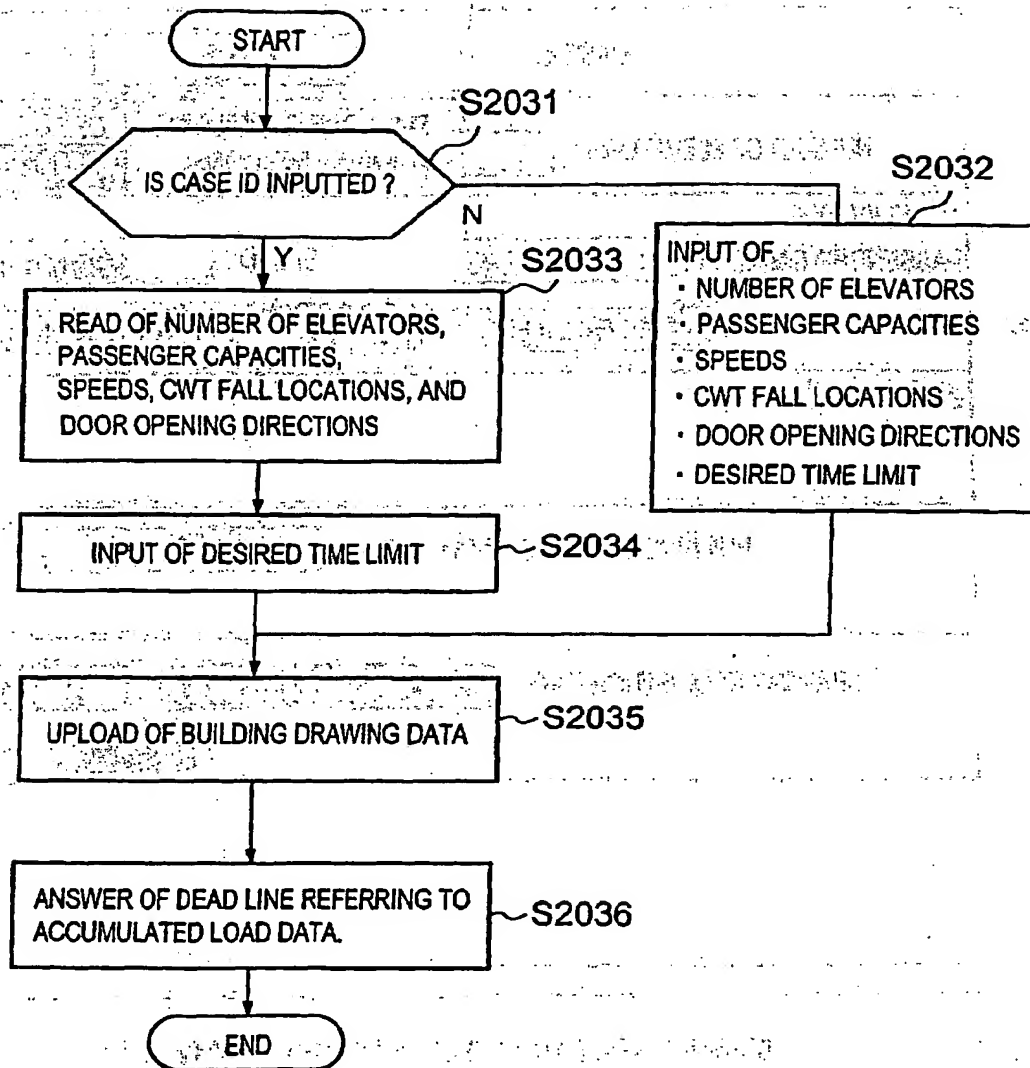 START
S2031
IS CASE ID INPUTTED ?
N
Y
S2032
INPUT OF
· NUMBER OF ELEVATORS
· PASSENGER CAPACITIES
· SPEEDS
· CWT FALL LOCATIONS
· DOOR OPENING DIRECTIONS
· DESIRED TIME LIMIT
S2033
READ OF NUMBER OF ELEVATORS,
PASSENGER CAPACITIES,
SPEEDS, CWT FALL LOCATIONS, AND
DOOR OPENING DIRECTIONS
INPUT OF DESIRED TIME LIMIT
S2034
UPLOAD OF BUILDING DRAWING DATA
S2035
ANSWER OF DEAD LINE REFERRING TO
ACCUMULATED LOAD DATA.
S2036
END